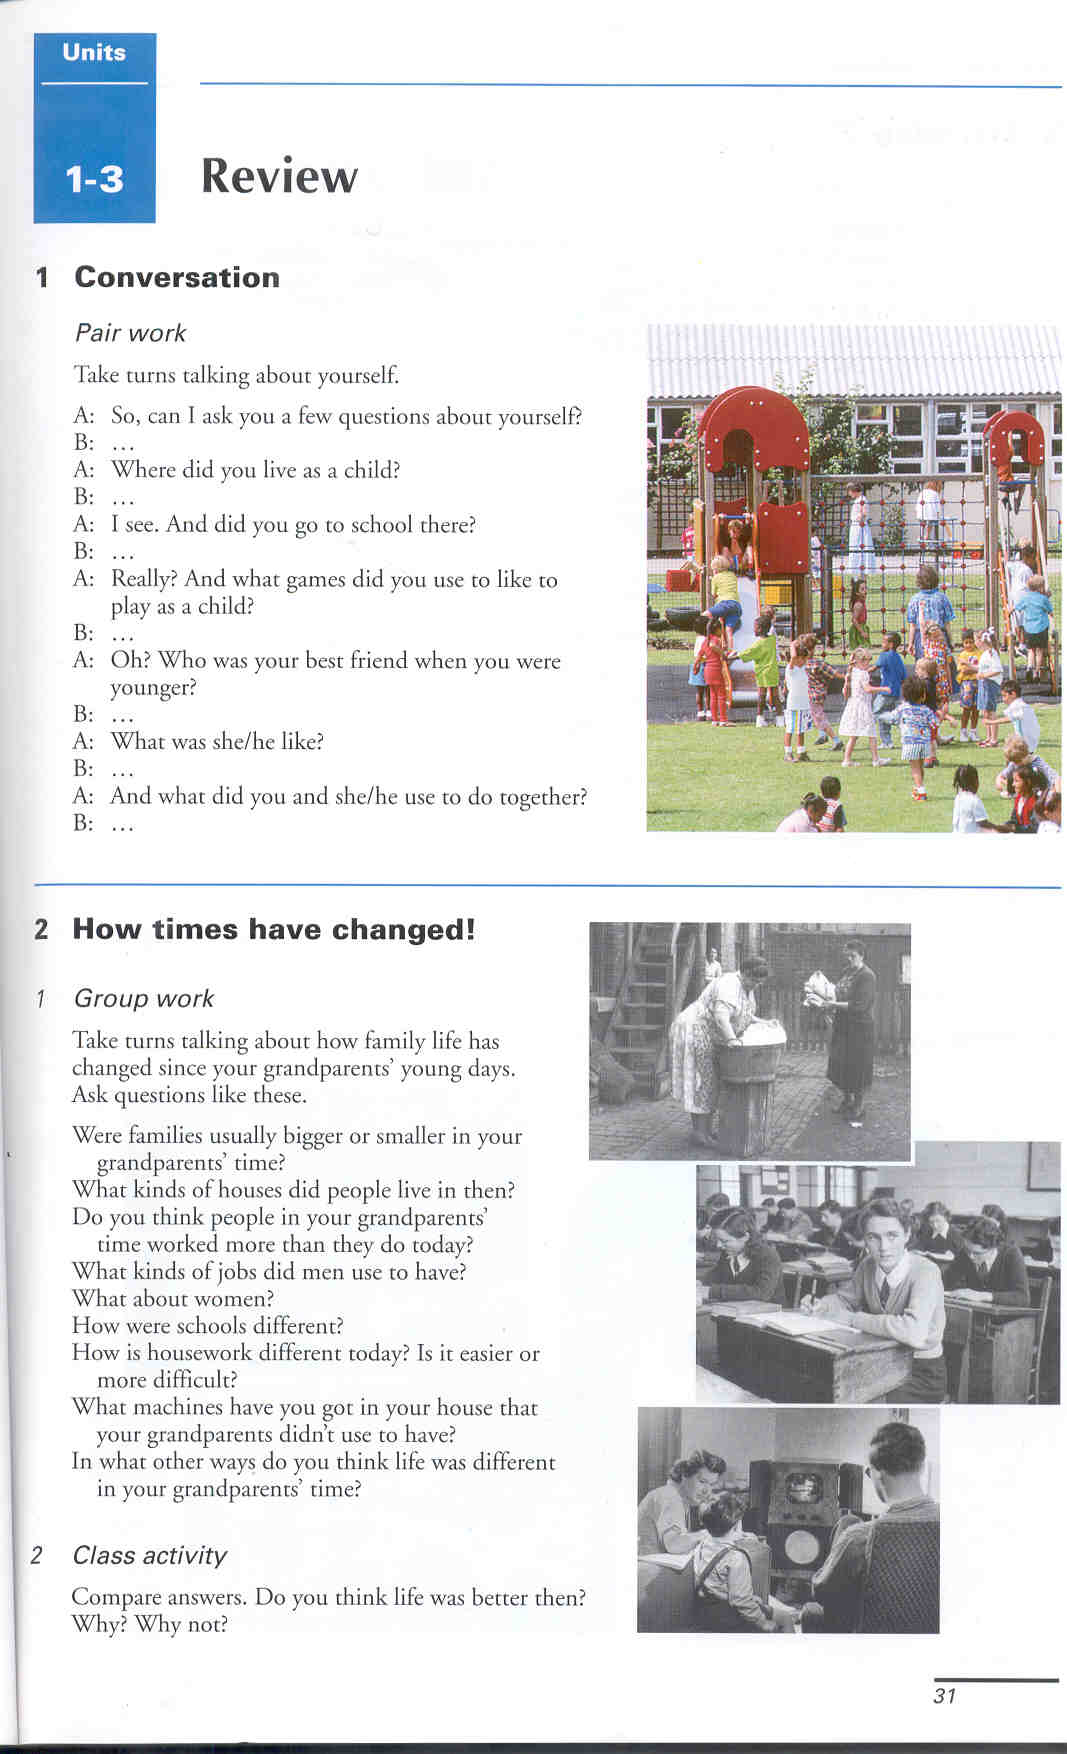 Units
1-3
Review
1 Conversation
Pair work
Take turns talking about yourself.
A: So, can I ask you a few questions about yourself?
B: ...
A: Where did you live as a child?
B: ...
A: I see. And did you go to school there?
B: ...
A: Really? And what games did you use to like to
play as a child?
B: ...
A: Oh? Who was your best friend when you were
younger?
B: ...
A: What was she/he like?
B: ...
A: And what did you and she/he use to do together?
B: ...
2 How times have changed!
1 Group work
Take turns talking about how family life has
changed since your grandparents' young days.
Ask questions like these.
Were families usually bigger or smaller in your
grandparents' time?
What kinds of houses did people live in then?
Do you think people in your grandparents'
time worked more than they do today?
What kinds of jobs did men use to have?
What about women?
How were schools different?
How is housework different today? Is it easier or
more difficult?
What machines have you got in your house that
your grandparents didn't use to have?
In what other ways do you think life was different
in your grandparents' time?
2 Class activity
Compare answers. Do you think life was better then?
Why? Why not?
31